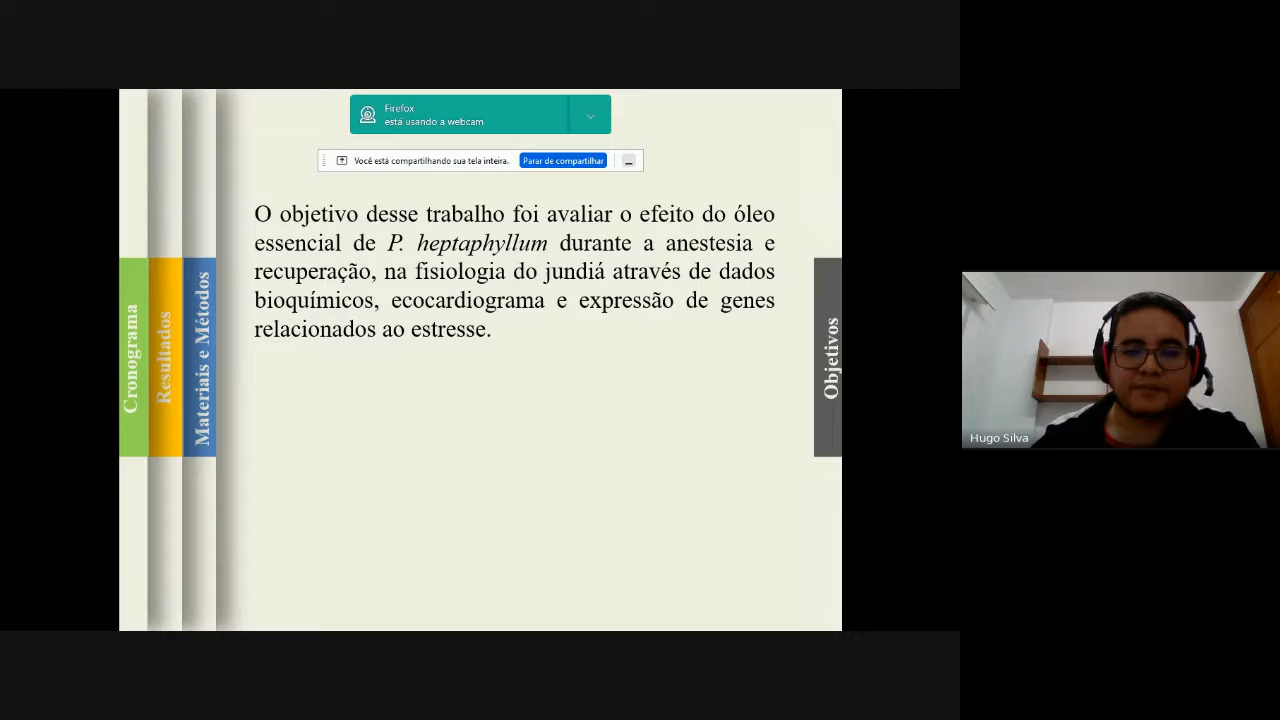 Firefox
está usando a webcam
Você está compartilhando sua tela inteira. Parar de compartilhar
O objetivo desse trabalho foi avaliar o efeito do óleo
essencial de P. heptaphyllum durante a anestesia e
recuperação, na fisiologia do jundiá através de dados
bioquímicos, ecocardiograma e expressão de genes
relacionados ao estresse.
Cronograma
Resultados
Materiais e Métodos
Objetivos
Hugo Silva